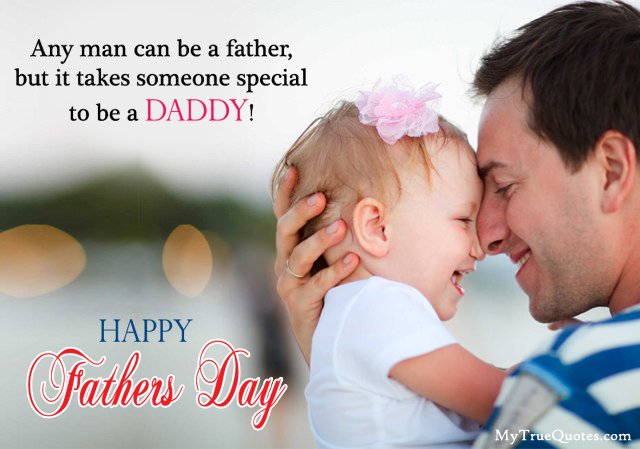 Any man can be a father,
but it takes someone special
to be a DADDY!
HAPPY
Fathers Day
MyTrueQuotes.com